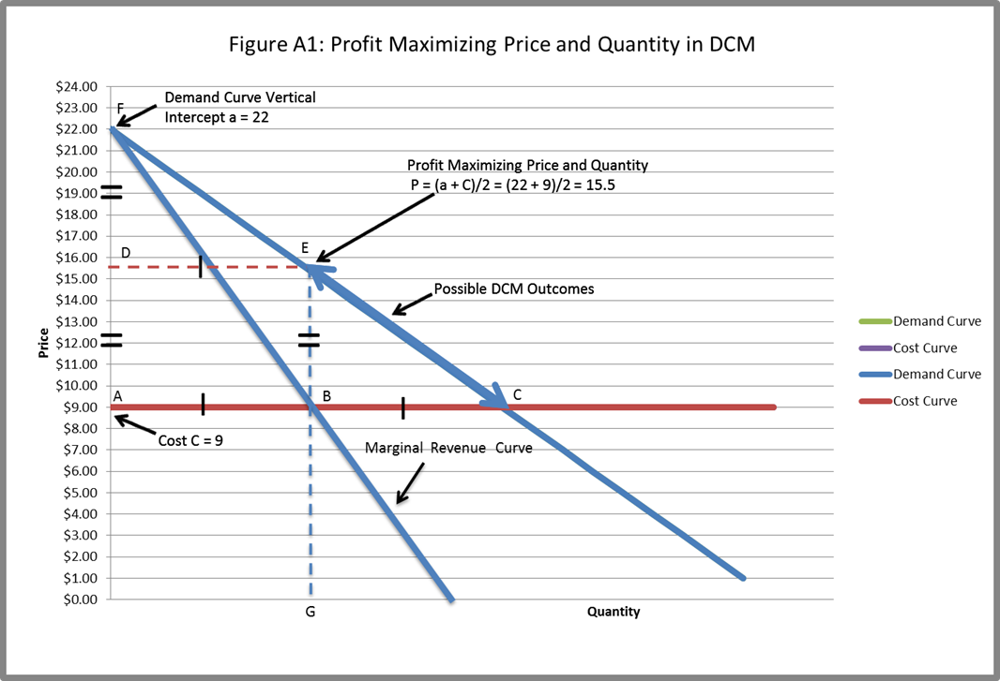 Figure A1: Profit Maximizing Price and Quantity in DCM
$24.00
$23.00
$22.00
$21.00
$20.00
$19.00
$18.00
$17.00
$16.00
$15.00
$14.00
$13.00
$12.00
$11.00
$10.00
$9.00
$8.00
$7.00
$6.00
$5.00
$4.00
$3.00
$2.00
$1.00
$0.00
Price
F
Demand Curve Vertical
Intercept a = 22
Profit Maximizing Price and Quantity
P = (a + C)/2 = (22 + 9)/2 = 15.5
D
E
Possible DCM Outcomes
A
B
C
Cost C = 9
Marginal Revenue Curve
G
Quantity
Demand Curve
Cost Curve
Demand Curve
Cost Curve